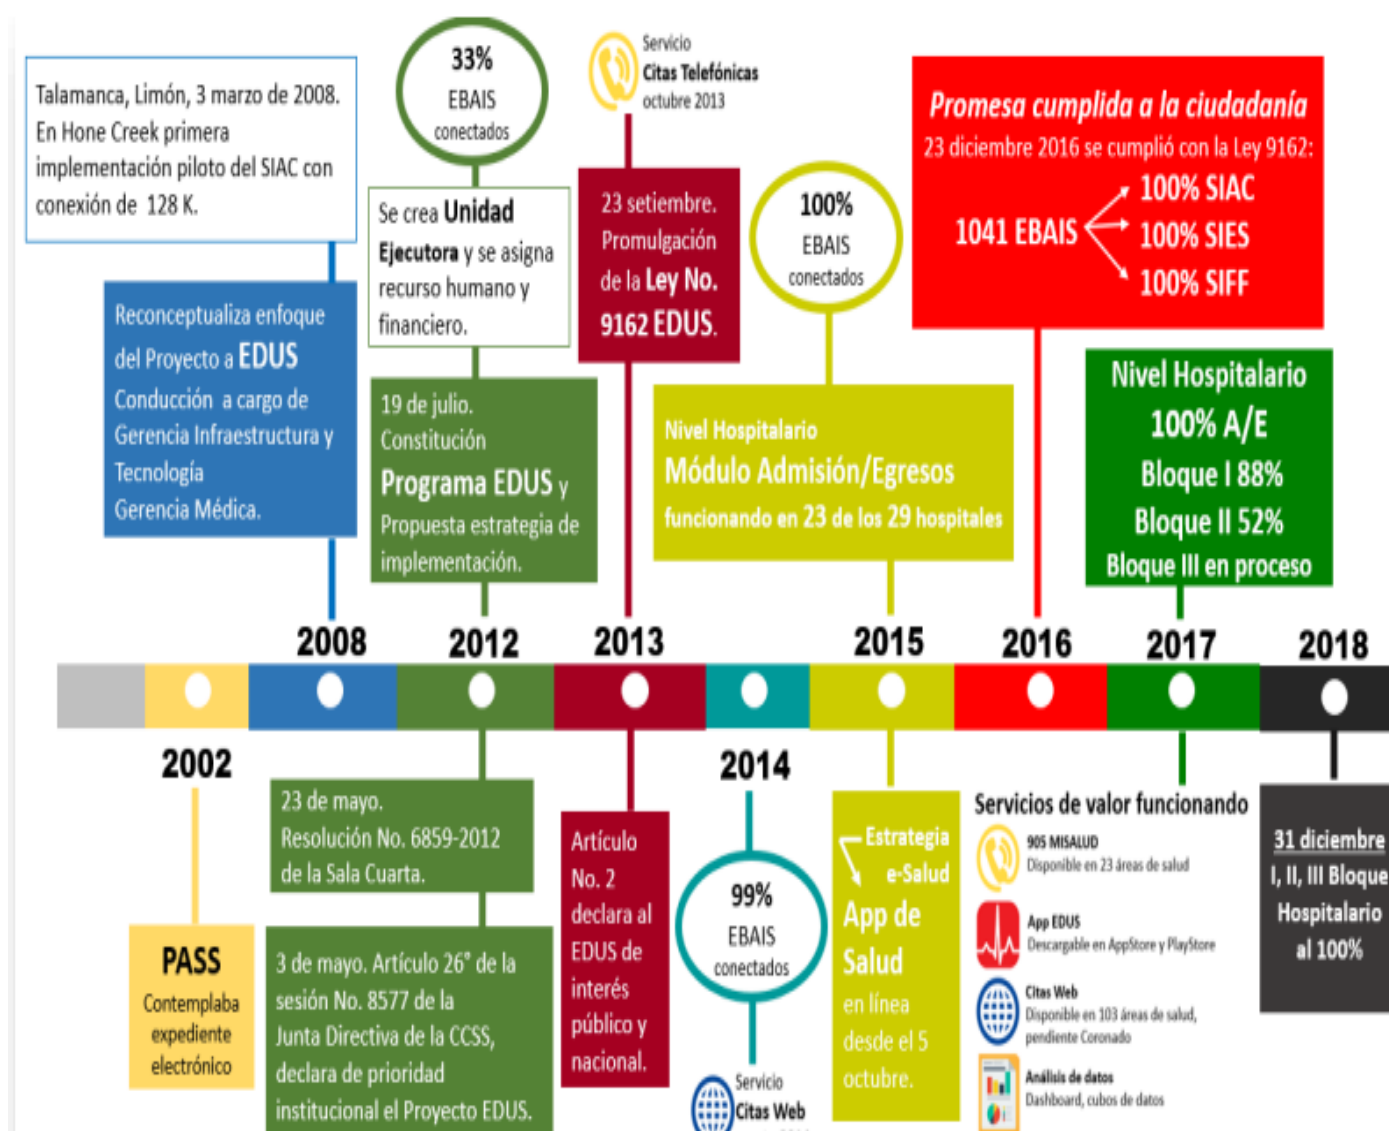 Talamanca, Limón, 3 marzo de 2008.
En Hone Creek primera
implementación piloto del SIAC con
conexión de 128 K.
Reconceptualiza enfoque
del Proyecto a EDUS
Conducción a cargo de
Gerencia Infraestructura y
Tecnología
Gerencia Médica.
33%
EBAIS
conectados
Se crea Unidad
Ejecutora y se asigna
recurso humano y
financiero.
19 de julio.
Constitución
Programa EDUS y
Propuesta estrategia de
implementación.
Servicio
Citas Telefónicas
octubre 2013
23 setiembre.
Promulgación
de la Ley No.
9162 EDUS.
100%
EBAIS
conectados
Nivel Hospitalario
Módulo Admisión/Egresos
funcionando en 23 de los 29 hospitales
Promesa cumplida a la ciudadanía
23 diciembre 2016 se cumplió con la Ley 9162:
1041 EBAIS
100% SIAC
100% SIES
100% SIFF
Nivel Hospitalario
100% A/E
Bloque I 88%
Bloque II 52%
Bloque III en proceso
2008
2012
2013
2015
2016
2017
2018
2002
2014
PASS
Contemplaba
expediente
electrónico
23 de mayo.
Resolución No. 6859-2012
de la Sala Cuarta.
3 de mayo. Artículo 26° de la
sesión No. 8577 de la
Junta Directiva de la CCSS,
declara de prioridad
institucional el Proyecto EDUS.
Artículo
No. 2
declara al
EDUS de
interés
público y
nacional.
99%
EBAIS
conectados
Servicio
Citas Web
Estrategia
e-Salud
App de
Salud
en línea
desde el 5
octubre.
Servicios de valor funcionando
905 MISALUD
Disponible en 23 áreas de salud
App EDUS
Descargable en AppStore y PlayStore
Citas Web
Disponible en 103 áreas de salud,
pendiente Coronado
Análisis de datos
Dashboard, cubos de datos
31 diciembre
I, II, III Bloque
Hospitalario
al 100%